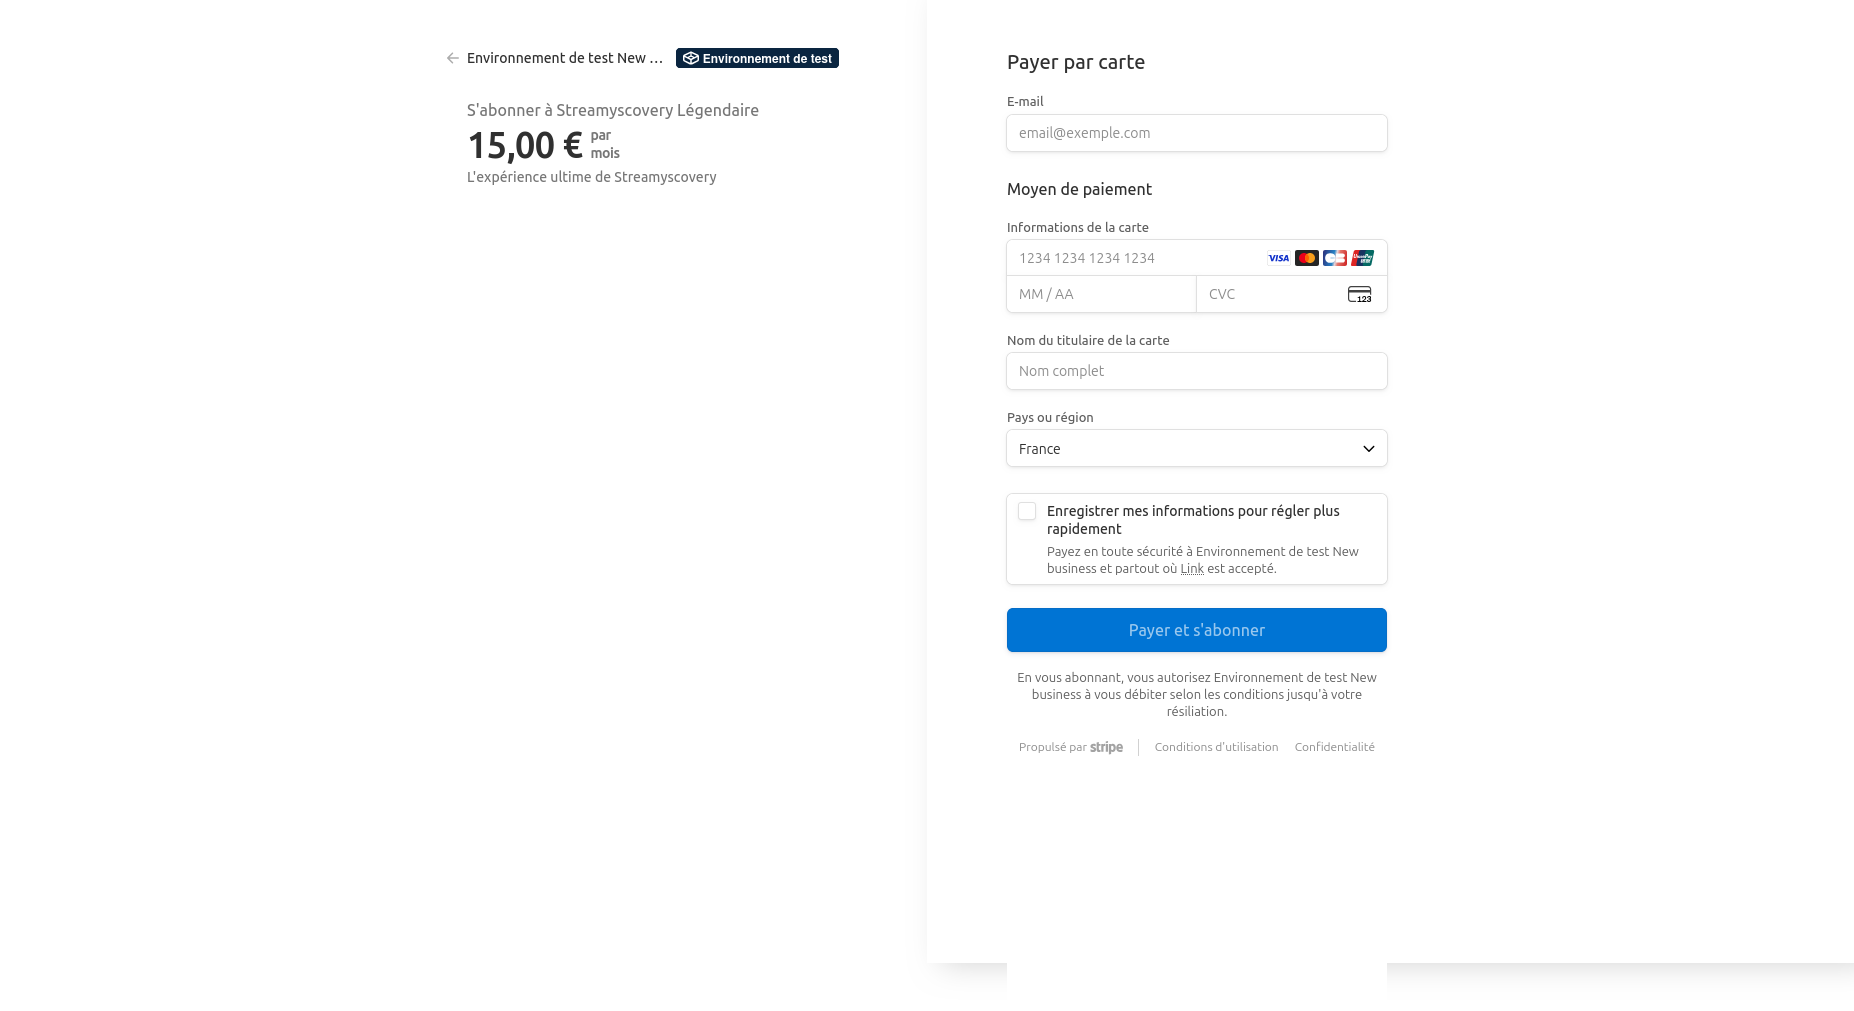 Environnement de test New …
Environnement de test
S'abonner à Streamyscovery Légendaire
15,00 € par
mois
L'expérience ultime de Streamyscovery
Payer par carte
E-mail
email@exemple.com
Moyen de paiement
Informations de la carte
1234 1234 1234 1234
VISA
MM / AA
CVC
123
Nom du titulaire de la carte
Nom complet
Pays ou région
France
Enregistrer mes informations pour régler plus
rapidement
Payez en toute sécurité à Environnement de test New
business et partout où Link est accepté.
Payer et s'abonner
En vous abonnant, vous autorisez Environnement de test New
business à vous débiter selon les conditions jusqu'à votre
résiliation.
Propulsé par stripe
Conditions d'utilisation
Confidentialité